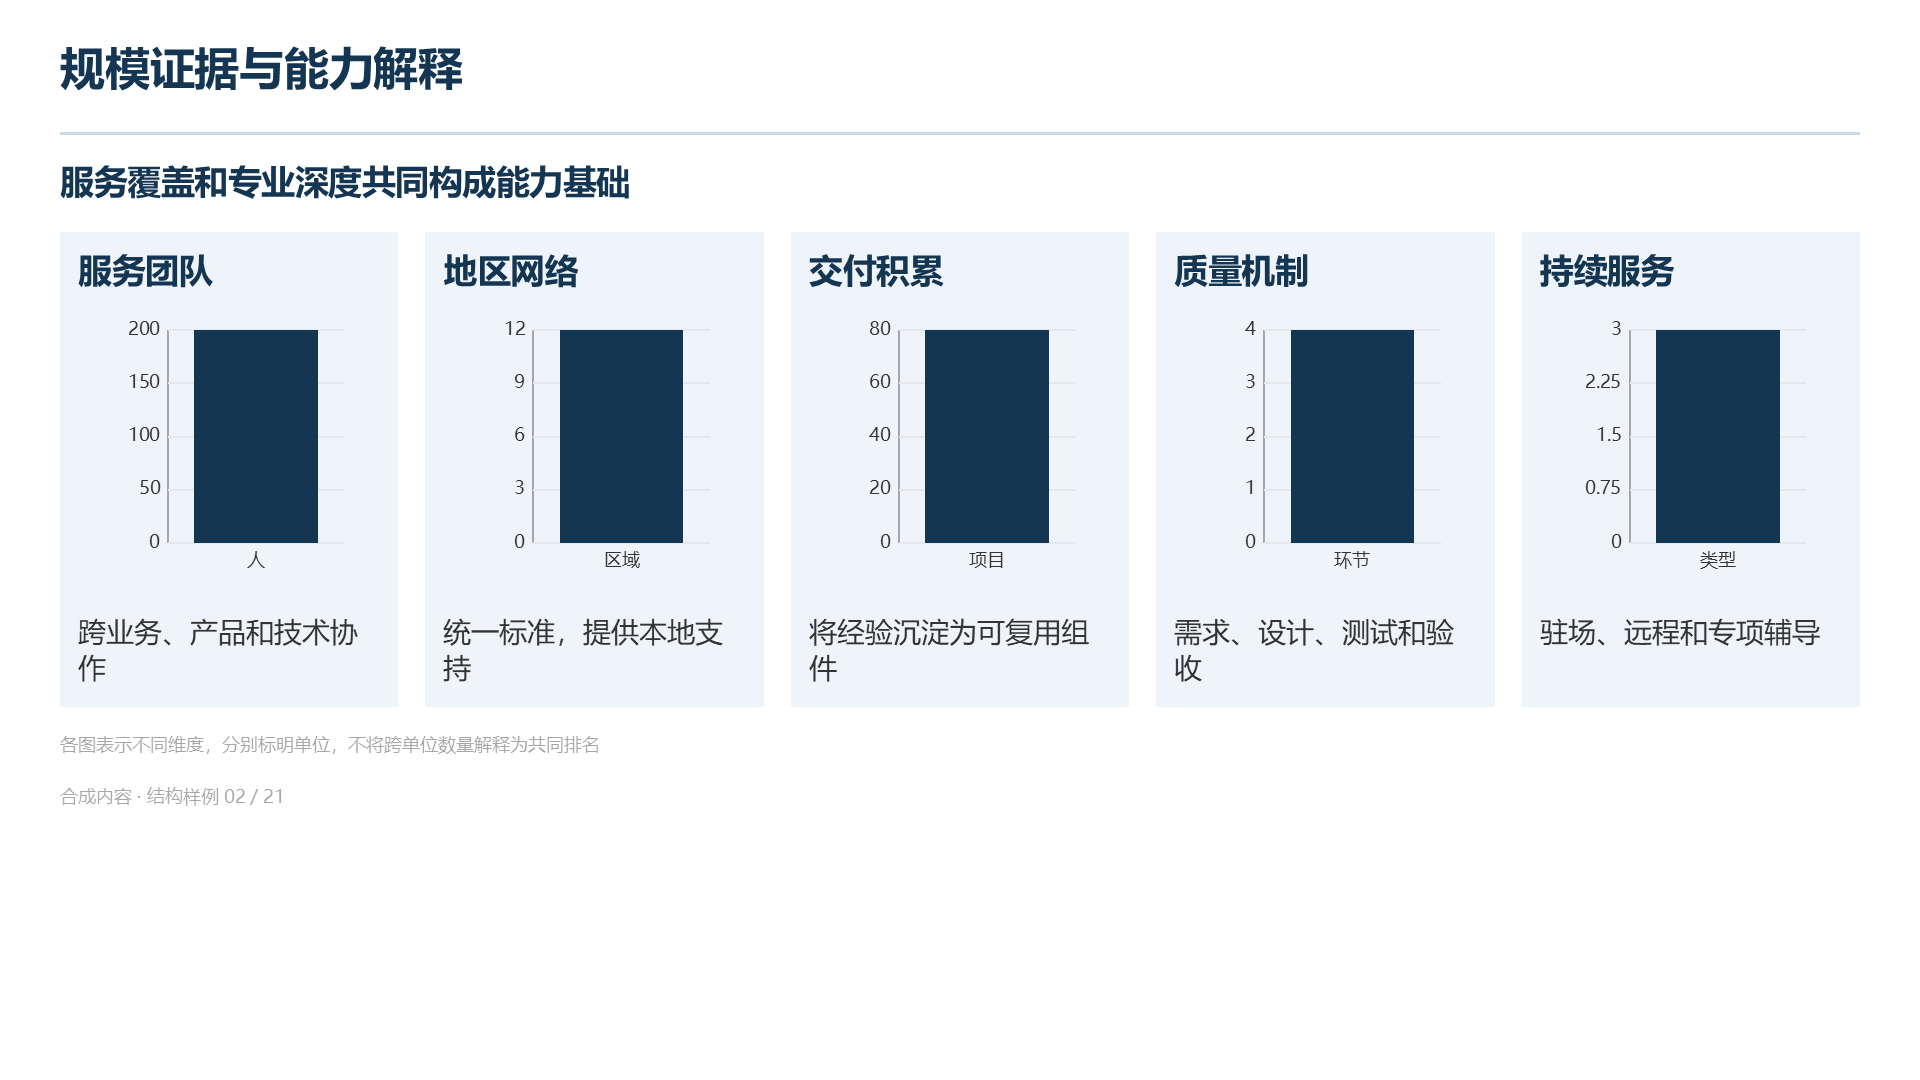 规模证据与能力解释
服务覆盖和专业深度共同构成能力基础
服务团队
200
150
100
50
0
人
跨业务、产品和技术协
作
地区网络
12
9
6
3
0
区域
统一标准，提供本地支
持
交付积累
80
60
40
20
0
项目
将经验沉淀为可复用组
件
质量机制
4
3
2
1
0
环节
需求、设计、测试和验
收
持续服务
3
2.25
1.5
0.75
0
类型
驻场、远程和专项辅导
各图表示不同维度，分别标明单位，不将跨单位数量解释为共同排名
合成内容 · 结构样例 02 / 21